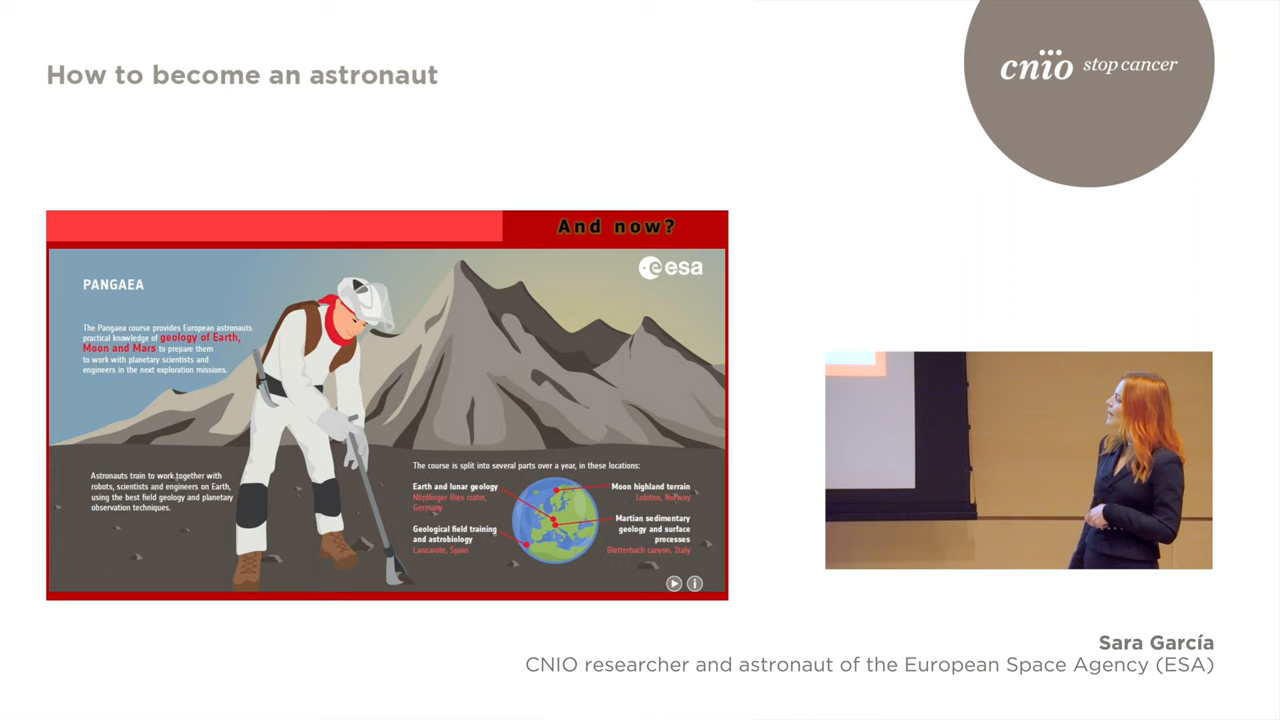 How to become an astronaut
cnio stop cancer
And now?
esa
PANGAEA
The Pangaea course provides European astronauts
practical knowledge of geology of Earth,
Moon and Mars to prepare them
to work with planetary scientists and
engineers in the next exploration missions.
Astronauts train to work together with
robots, scientists and engineers on Earth,
using the best field geology and planetary
observation techniques.
The course is split into several parts over a year, in these locations:
Earth and lunar geology
Nördlinger Ries crater,
Germany
Geological field training
and astrobiology
Lanzarote, Spain
Moon highland terrain
Lofoten, Norway
Martian sedimentary
geology and surface
processes
Bletterbach canyon, Italy
Sara García
CNIO researcher and astronaut of the European Space Agency (ESA)